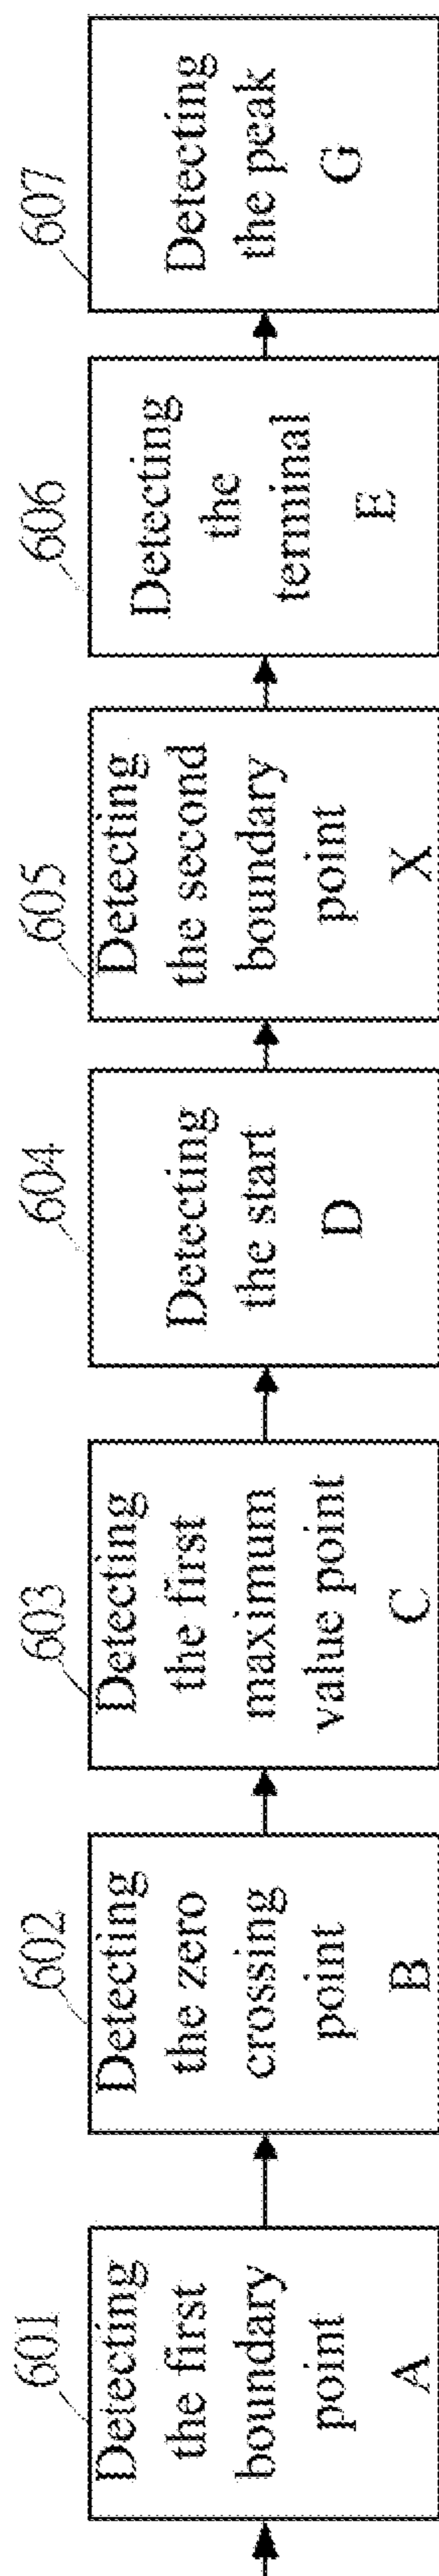 601
Detecting
the first
boundary
point
A
602
Detecting
the zero
crossing
point
B
603
Detecting
the first
maximum
value point
C
604
Detecting
the start
D
605
Detecting
the second
boundary
point
X
606
Detecting
the
terminal
E
607
Detecting
the peak
G